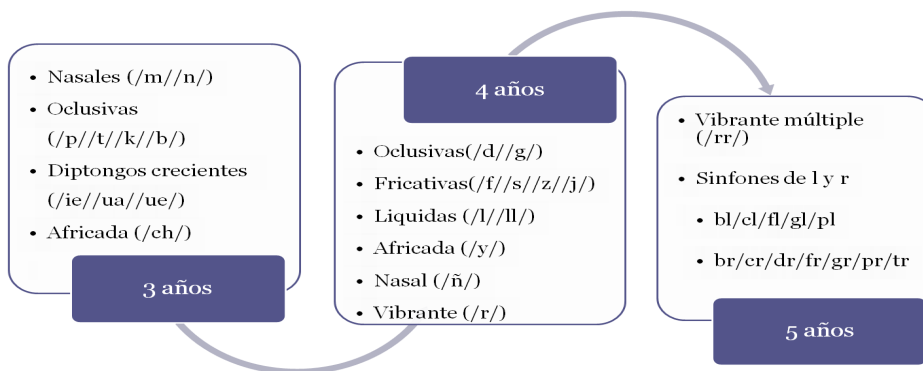 • Nasales (/m//n/)
• Oclusivas
(/p//t//k//b/)
• Diptongos crecientes
(/ie//ua//ue/)
• Africada (/ch/)
3 años
4 años
• Oclusivas(/d//g/)
• Fricativas(/f//s//z//j/)
• Liquidas (/l//ll/)
• Africada (/y/)
• Nasal (/ñ/)
• Vibrante (/r/)
• Vibrante múltiple
(/rr/)
• Sinfones de l y r
• bl/cl/fl/gl/pl
• br/cr/dr/fr/gr/pr/tr
5 años